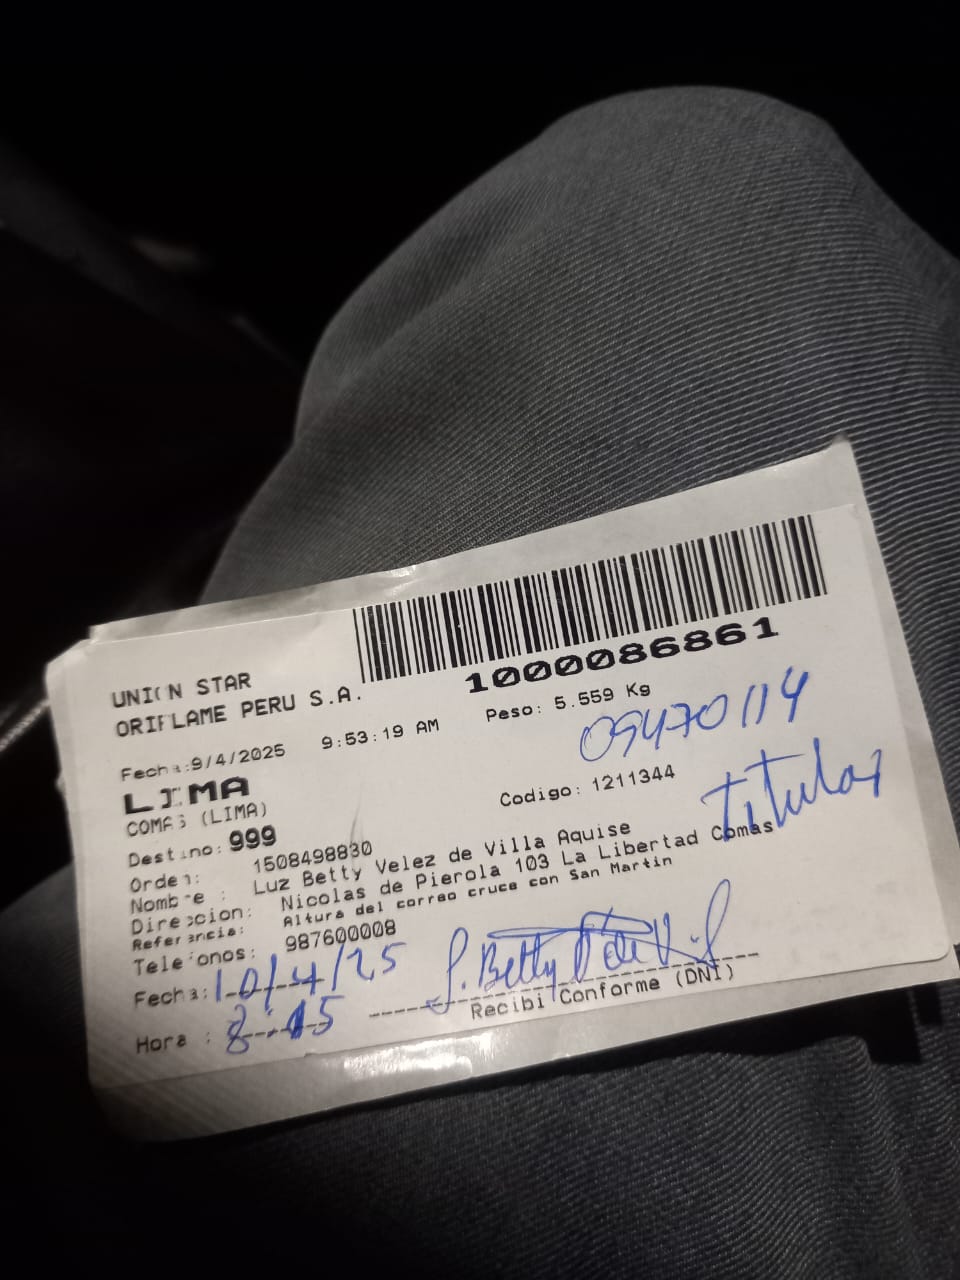 1000086861
UNION STAR
ORIFLAME PERU S.A.
Fecha:9/4/2025 9:53:19 AM Peso: 5.559 Kg
09470114
LIMA
COMAS (LIMA) Codigo: 1211344
titular
Destino: 999
Orden: 1508498830
Nombre : Luz Betty Velez de Villa Aquise
Direccion: Nicolas de Pierola 103 La Libertad Comas
Referencia: Altura del correo cruce con San Martin
Telefonos: 987600008
Fecha: 10/4/25
Hora : 8:15
L. Betty V de Vil
Recibi Conforme (DNI)